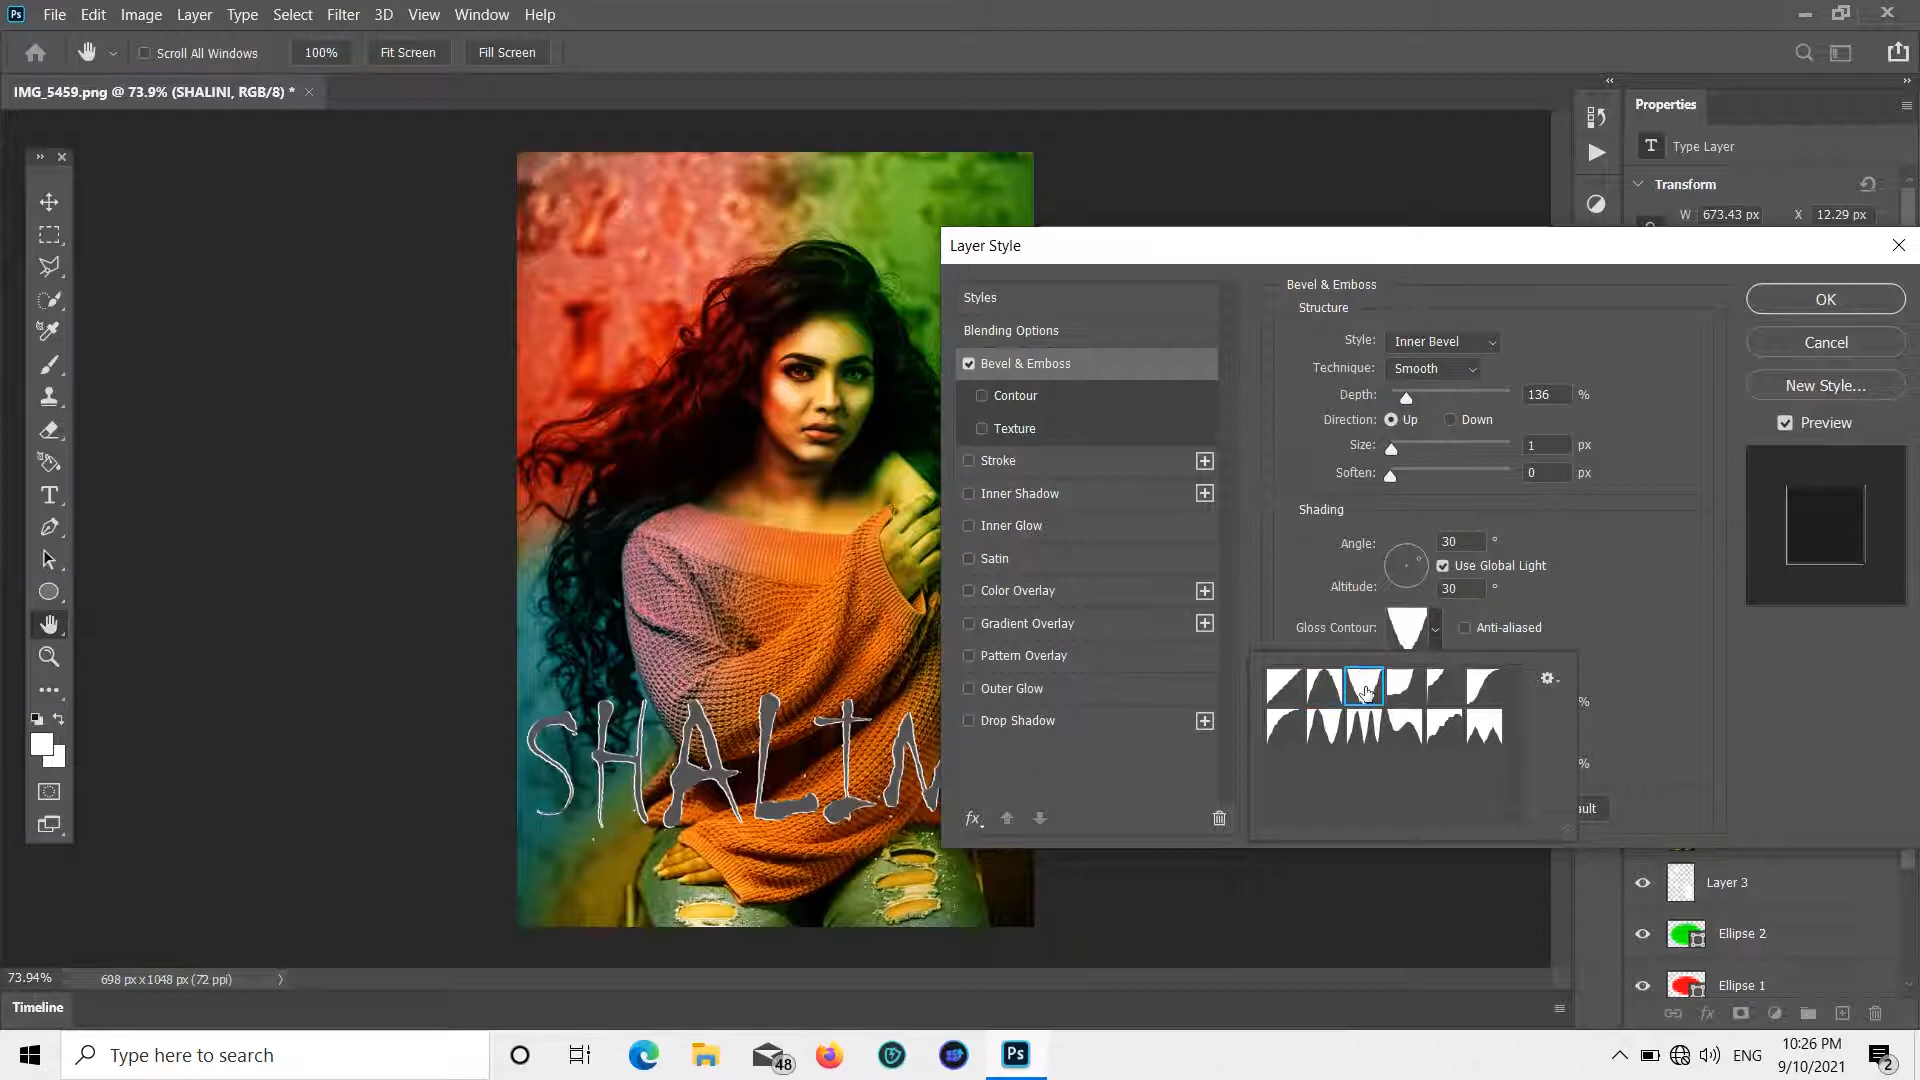 Ps File Edit Image Layer Type Select Filter 3D View Window Help
Scroll All Windows 100% Fit Screen Fill Screen
IMG_5459.png @ 73.9% (SHALINI, RGB/8) *
Properties
T Type Layer
Transform
W 673.43 px X 12.29 px
Layer Style
Styles
Blending Options
Bevel & Emboss
Contour
Texture
Stroke
Inner Shadow
Inner Glow
Satin
Color Overlay
Gradient Overlay
Pattern Overlay
Outer Glow
Drop Shadow
fx
Bevel & Emboss
Structure
Style: Inner Bevel
Technique: Smooth
Depth: 136 %
Direction: Up Down
Size: 1 px
Soften: 0 px
Shading
Angle: 30 °
Use Global Light
Altitude: 30 °
Gloss Contour: Anti-aliased
%
%
ault
OK
Cancel
New Style...
Preview
SHALIN
Layer 3
Ellipse 2
Ellipse 1
fx
73.94% 698 px x 1048 px (72 ppi)
Timeline
Type here to search
48
Ps
ENG
10:26 PM
9/10/2021
2